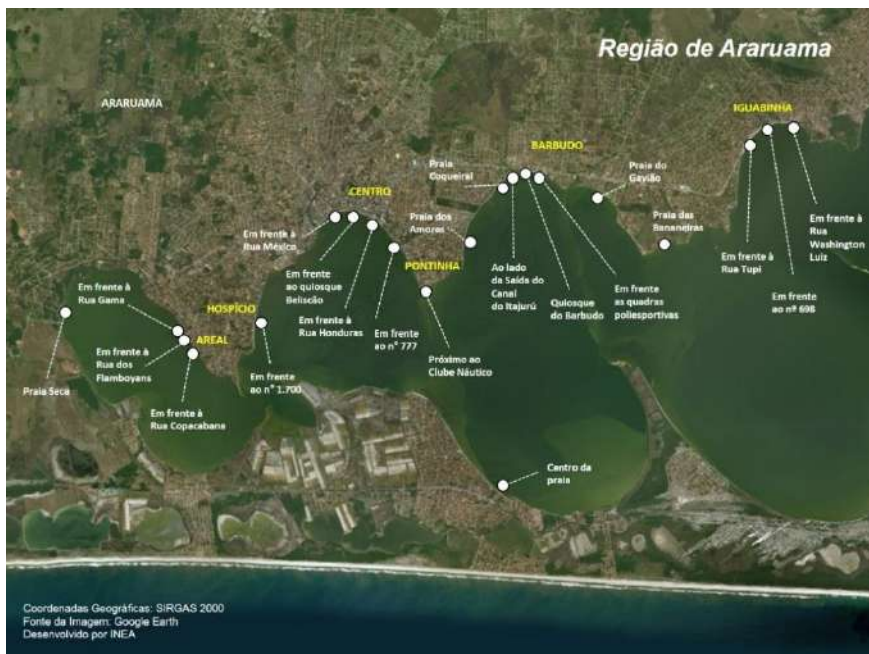 Região de Araruama
ARARUAMA
IGUABINHA
BARBUDO
Praia
Coqueiral
Praia do
Gavião
CENTRO
Praia dos
Amores
Praia das
Bananeiras
Em frente à
Rua México
Em frente à
Rua
Washington
Luiz
PONTINHA
Em frente
ao quiosque
Beliscão
Ao lado
da Saída do
Canal
do Itajurú
Em frente à
Rua Tupi
Em frente à
Rua Gama
HOSPÍCIO
Em frente à
Rua Honduras
Em frente
ao n° 777
Quiosque
do Barbudo
Em frente
as quadras
poliesportivas
Em frente
ao nº 698
AREAL
Em frente à
Rua dos
Flamboyans
Próximo ao
Clube Náutico
Praia Seca
Em frente à
Rua Copacabana
Em frente
ao n° 1.700
Centro da
praia
Coordenadas Geográficas: SIRGAS 2000
Fonte da Imagem: Google Earth
Desenvolvido por INEA